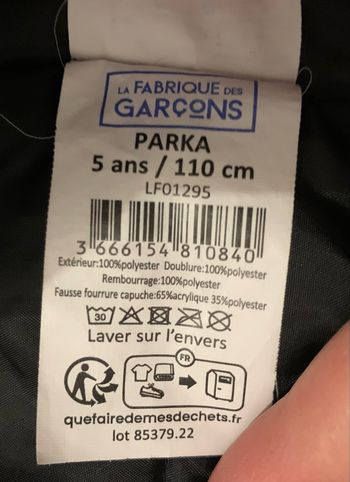 LA FABRIQUE DES
GARÇONS
PARKA
5 ans / 110 cm
LF01295
3 666154 810840
Extérieur:100%polyester Doublure:100%polyester
Rembourrage:100%polyester
Fausse fourrure capuche:65%acrylique 35%polyester
30
Laver sur l'envers
FR
quefairedemesdechets.fr
lot 85379.22